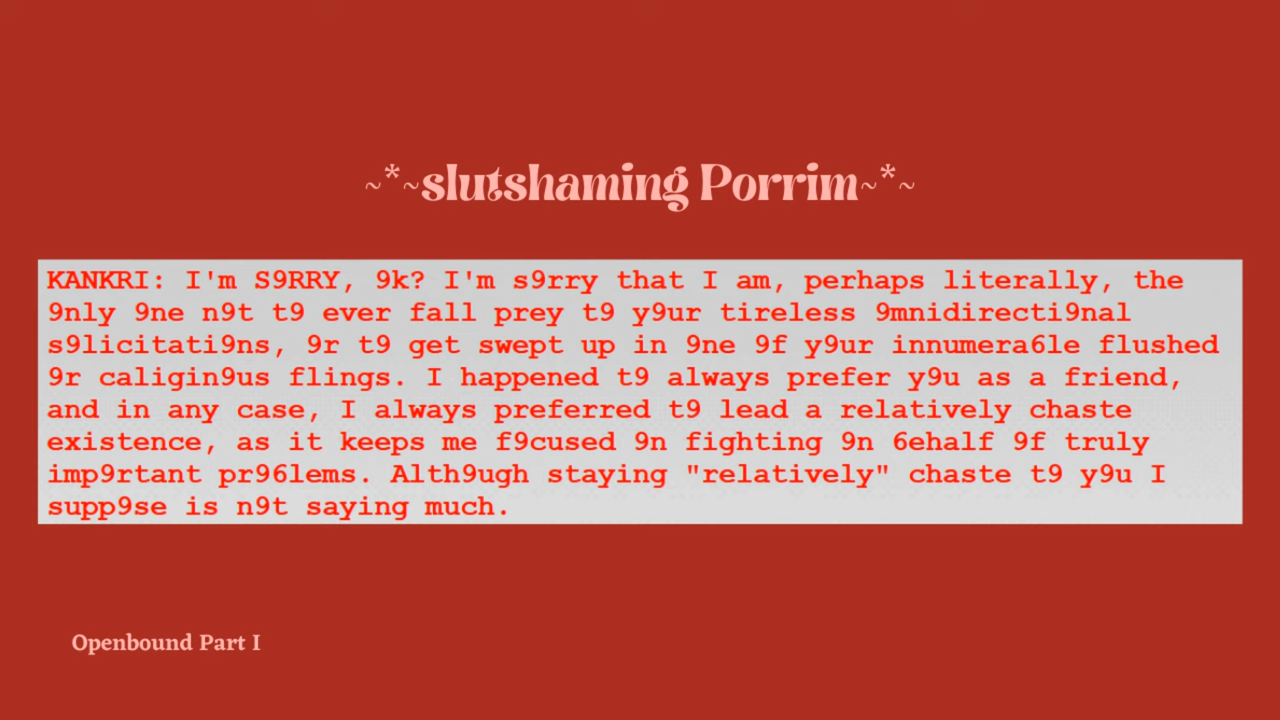 ~*~slutshaming Porrim~*~
KANKRI: I'm S9RRY, 9k? I'm s9rry that I am, perhaps literally, the
9nly 9ne n9t t9 ever fall prey t9 y9ur tireless 9mnidirecti9nal
s9licitati9ns, 9r t9 get swept up in 9ne 9f y9ur innumera6le flushed
9r caligin9us flings. I happened t9 always prefer y9u as a friend,
and in any case, I always preferred t9 lead a relatively chaste
existence, as it keeps me f9cused 9n fighting 9n 6ehalf 9f truly
imp9rtant pr96lems. Alth9ugh staying "relatively" chaste t9 y9u I
supp9se is n9t saying much.
Openbound Part I